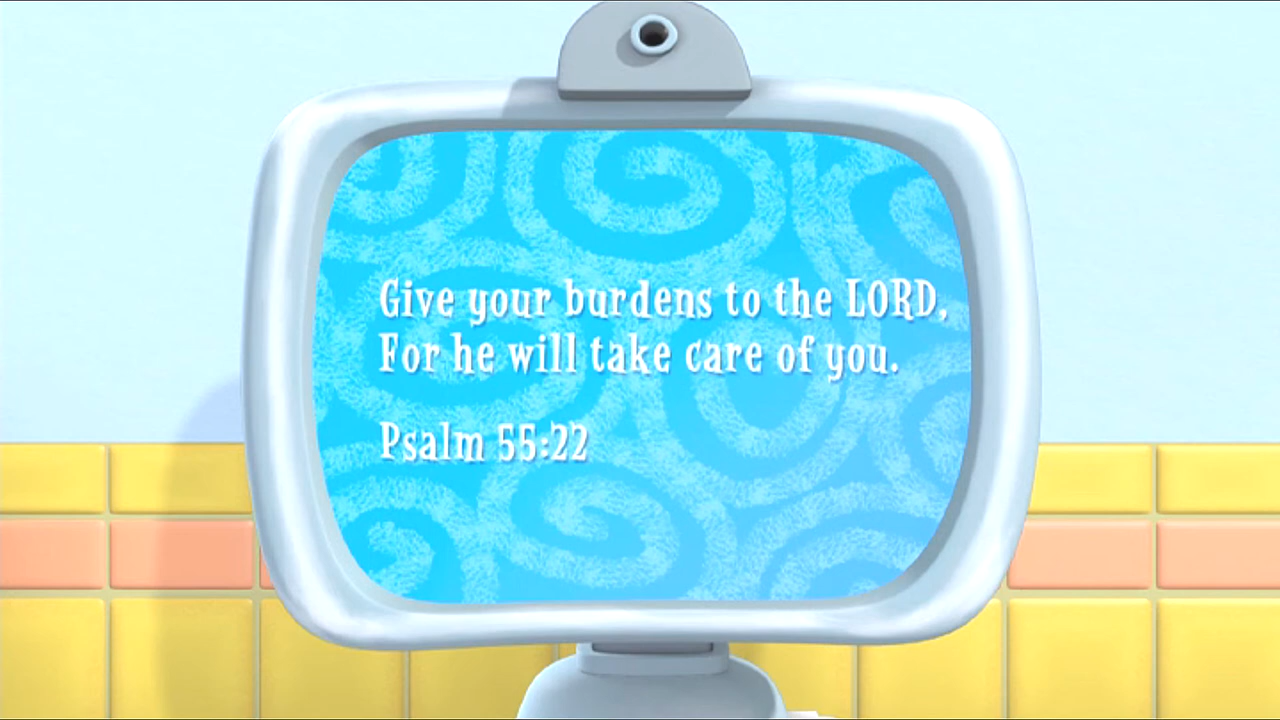 Give your burdens to the LORD,
For he will take care of you.
Psalm 55:22